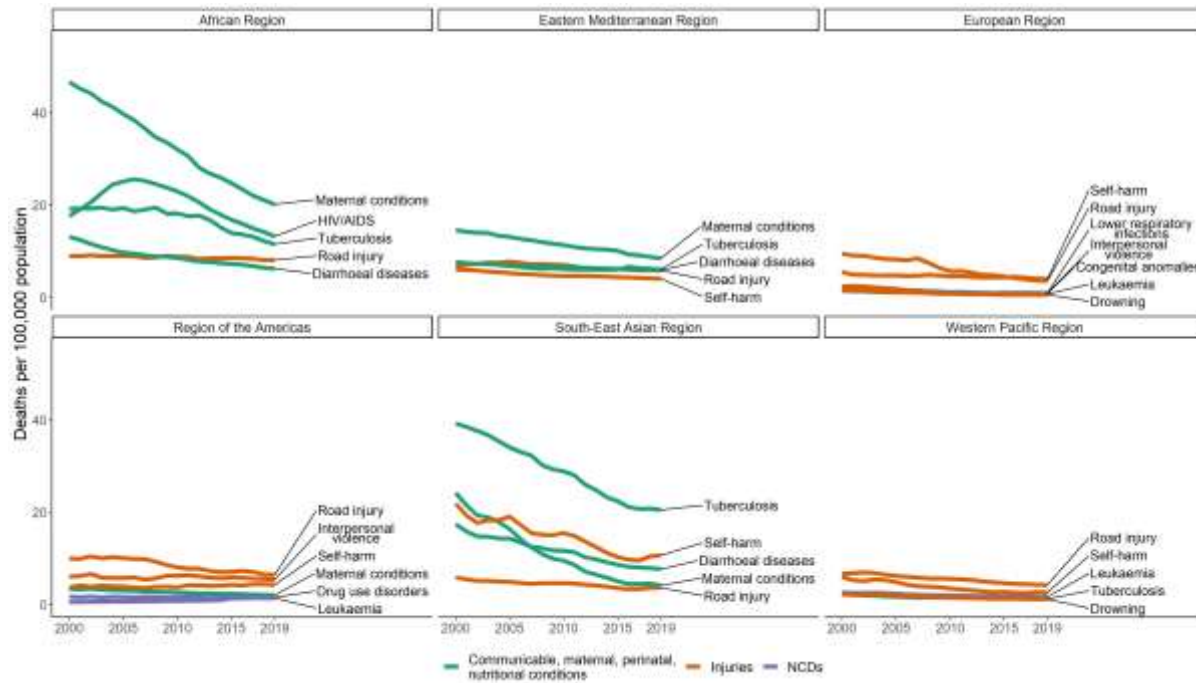 African Region
Eastern Mediterranean Region
European Region
Deaths per 100,000 population
40
20
0
Maternal conditions
HIV/AIDS
Tuberculosis
Road injury
Diarrhoeal diseases
Maternal conditions
Tuberculosis
Diarrhoeal diseases
Road injury
Self-harm
Self-harm
Road injury
Lower respiratory
infections
Interpersonal
violence
Congenital anomalies
Leukaemia
Drowning
Region of the Americas
South-East Asian Region
Western Pacific Region
40
20
0
Road injury
Interpersonal
violence
Self-harm
Maternal conditions
Drug use disorders
Leukaemia
Tuberculosis
Self-harm
Diarrhoeal diseases
Maternal conditions
Road injury
Road injury
Self-harm
Leukaemia
Tuberculosis
Drowning
2000 2005 2010 2015 2019
2000 2005 2010 2015 2019
2000 2005 2010 2015 2019
Communicable, maternal, perinatal,
nutritional conditions
Injuries
NCDs